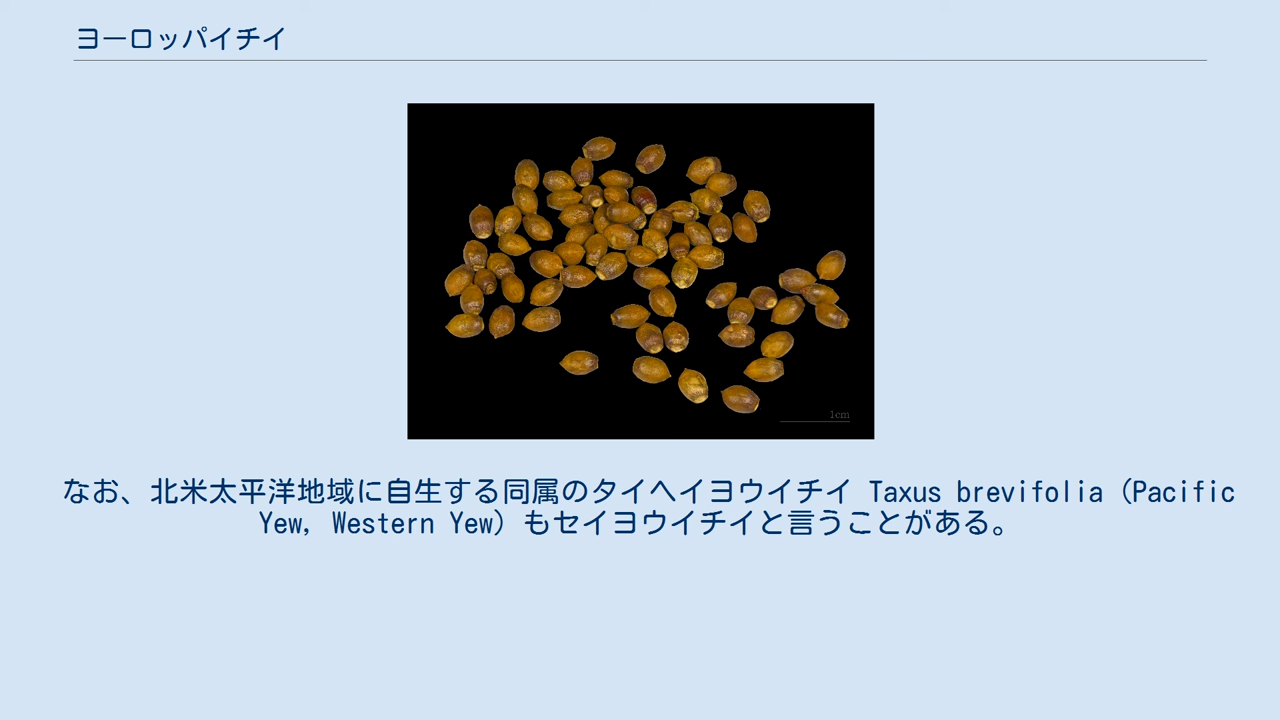 ヨーロッパイチイ
1cm
なお、北米太平洋地域に自生する同属のタイヘイヨウイチイ Taxus brevifolia (Pacific
Yew, Western Yew) もセイヨウイチイと言うことがある。